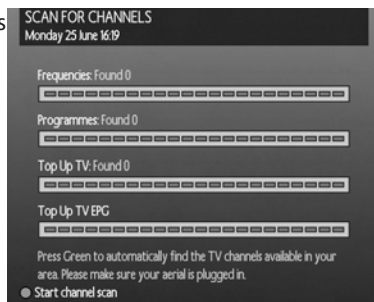 s
SCAN FOR CHANNELS
Monday 25 June 16:19
Frequencies: Found 0
Programmes: Found 0
Top Up TV: Found 0
Top Up TV EPG
Press Green to automatically find the TV channels available in your
area. Please make sure your aerial is plugged in.
Start channel scan